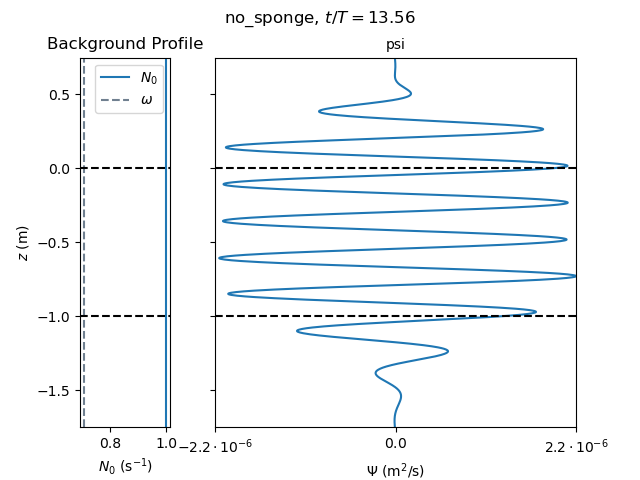 no_sponge, t/T = 13.56
Background Profile
psi
N₀
ω
0.5
0.0
−0.5
−1.0
−1.5
z (m)
0.8
1.0
N₀ (s⁻¹)
−2.2 · 10⁻⁶
0.0
2.2 · 10⁻⁶
Ψ (m²/s)